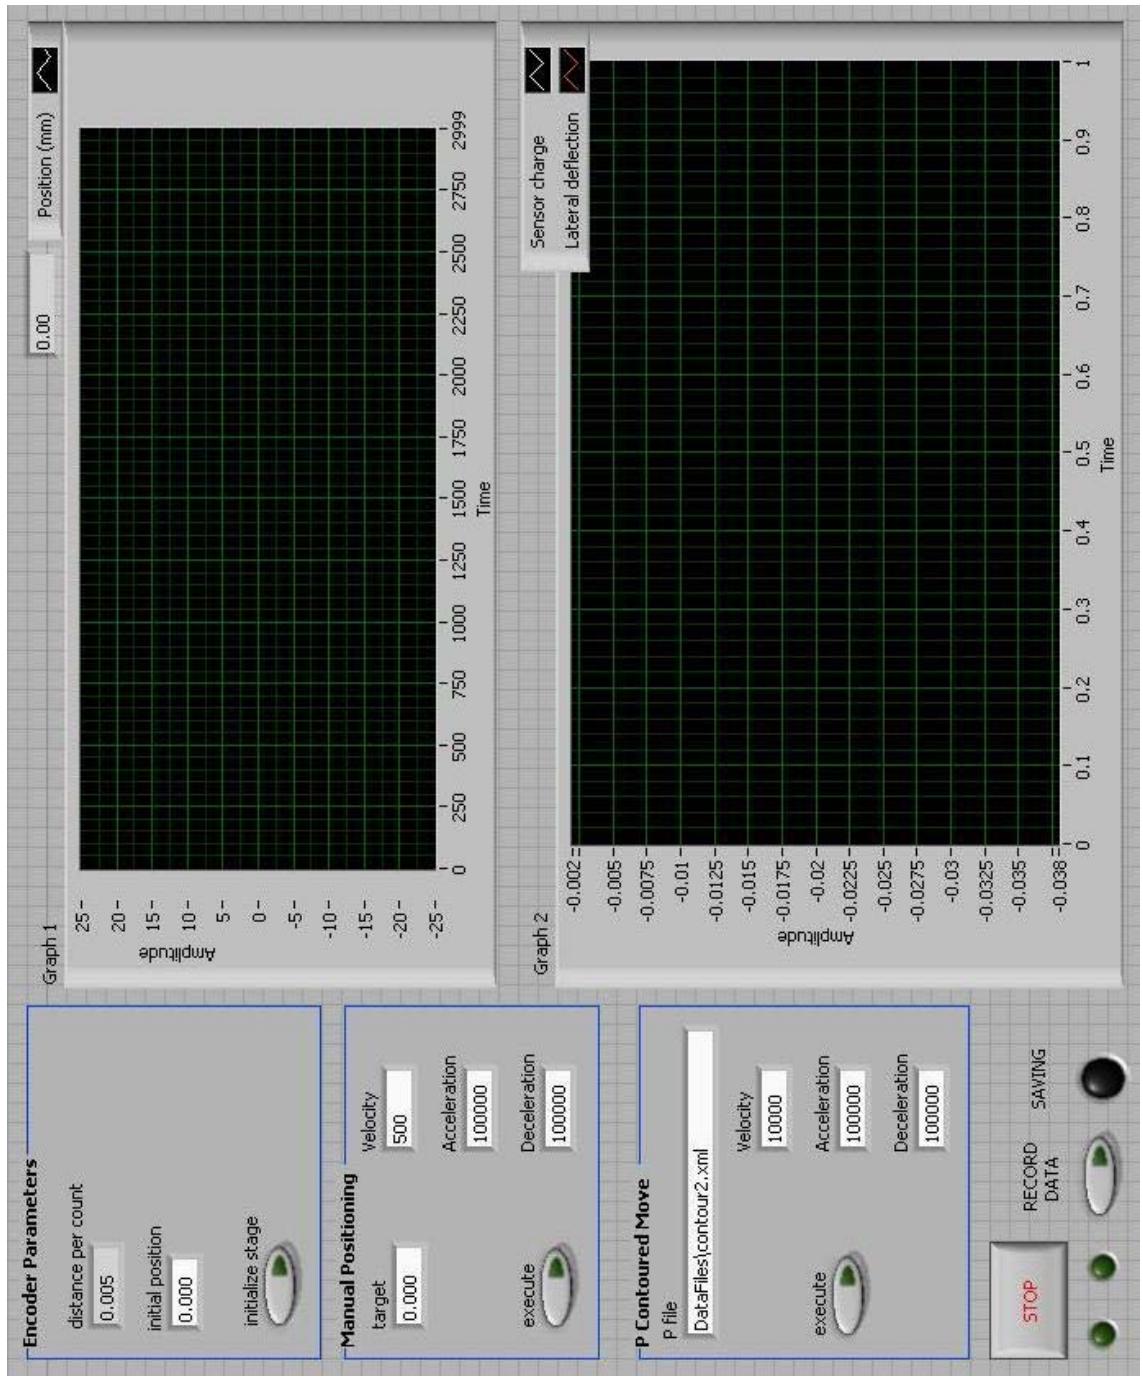 Encoder Parameters
distance per count
0.005
initial position
0.000
initialize stage
Manual Positioning
target
0.000
Velocity
500
Acceleration
100000
execute
Deceleration
100000
P Contoured Move
P file
DataFiles\contour2.xml
Velocity
10000
Acceleration
100000
execute
Deceleration
100000
STOP
RECORD
DATA
SAVING
Graph 1
0.00
Position (mm)
Amplitude
25
20
15
10
5
0
-5
-10
-15
-20
-25
0 250 500 750 1000 1250 1500 1750 2000 2250 2500 2750 2999
Time
Graph 2
Sensor charge
Lateral deflection
Amplitude
-0.002
-0.005
-0.0075
-0.01
-0.0125
-0.015
-0.0175
-0.02
-0.0225
-0.025
-0.0275
-0.03
-0.0325
-0.035
-0.038
0 0.1 0.2 0.3 0.4 0.5 0.6 0.7 0.8 0.9 1
Time